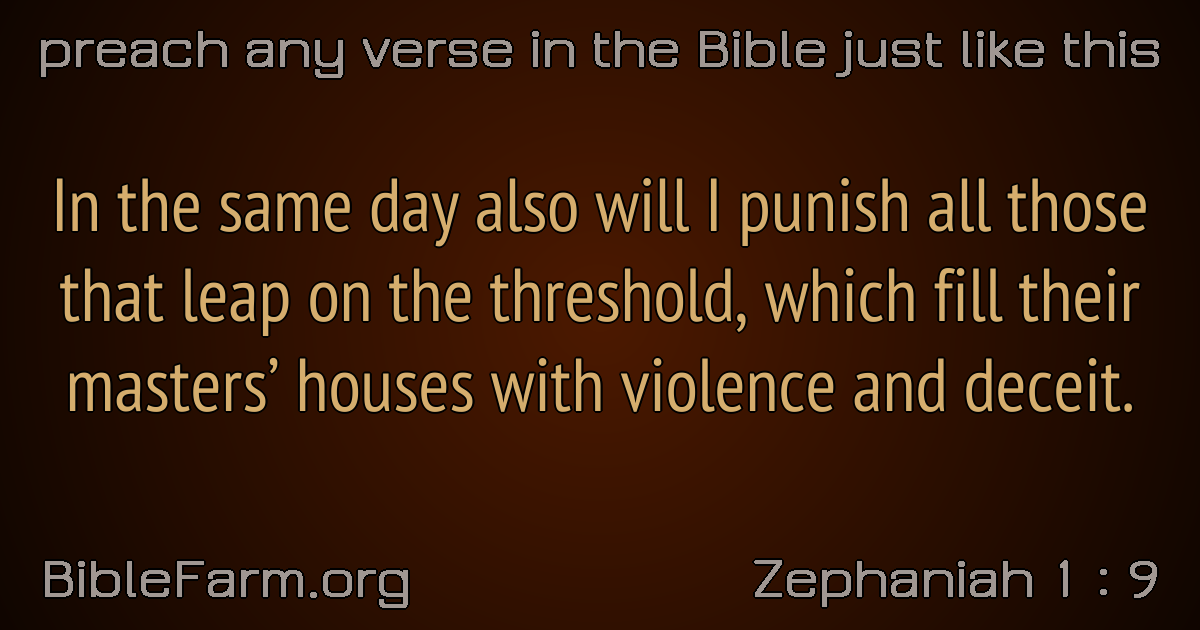 preach any verse in the Bible just like this
In the same day also will I punish all those
that leap on the threshold, which fill their
masters’ houses with violence and deceit.
BibleFarm.org
Zephaniah 1 : 9